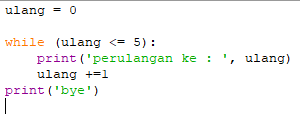 ulang = 0
while (ulang <= 5):
    print('perulangan ke : ', ulang)
    ulang +=1
print('bye')